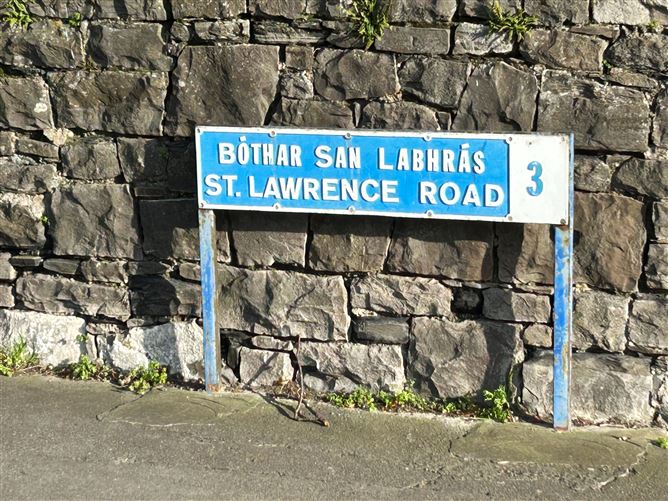 BÓTHAR SAN LABHRÁS
ST. LAWRENCE ROAD
3